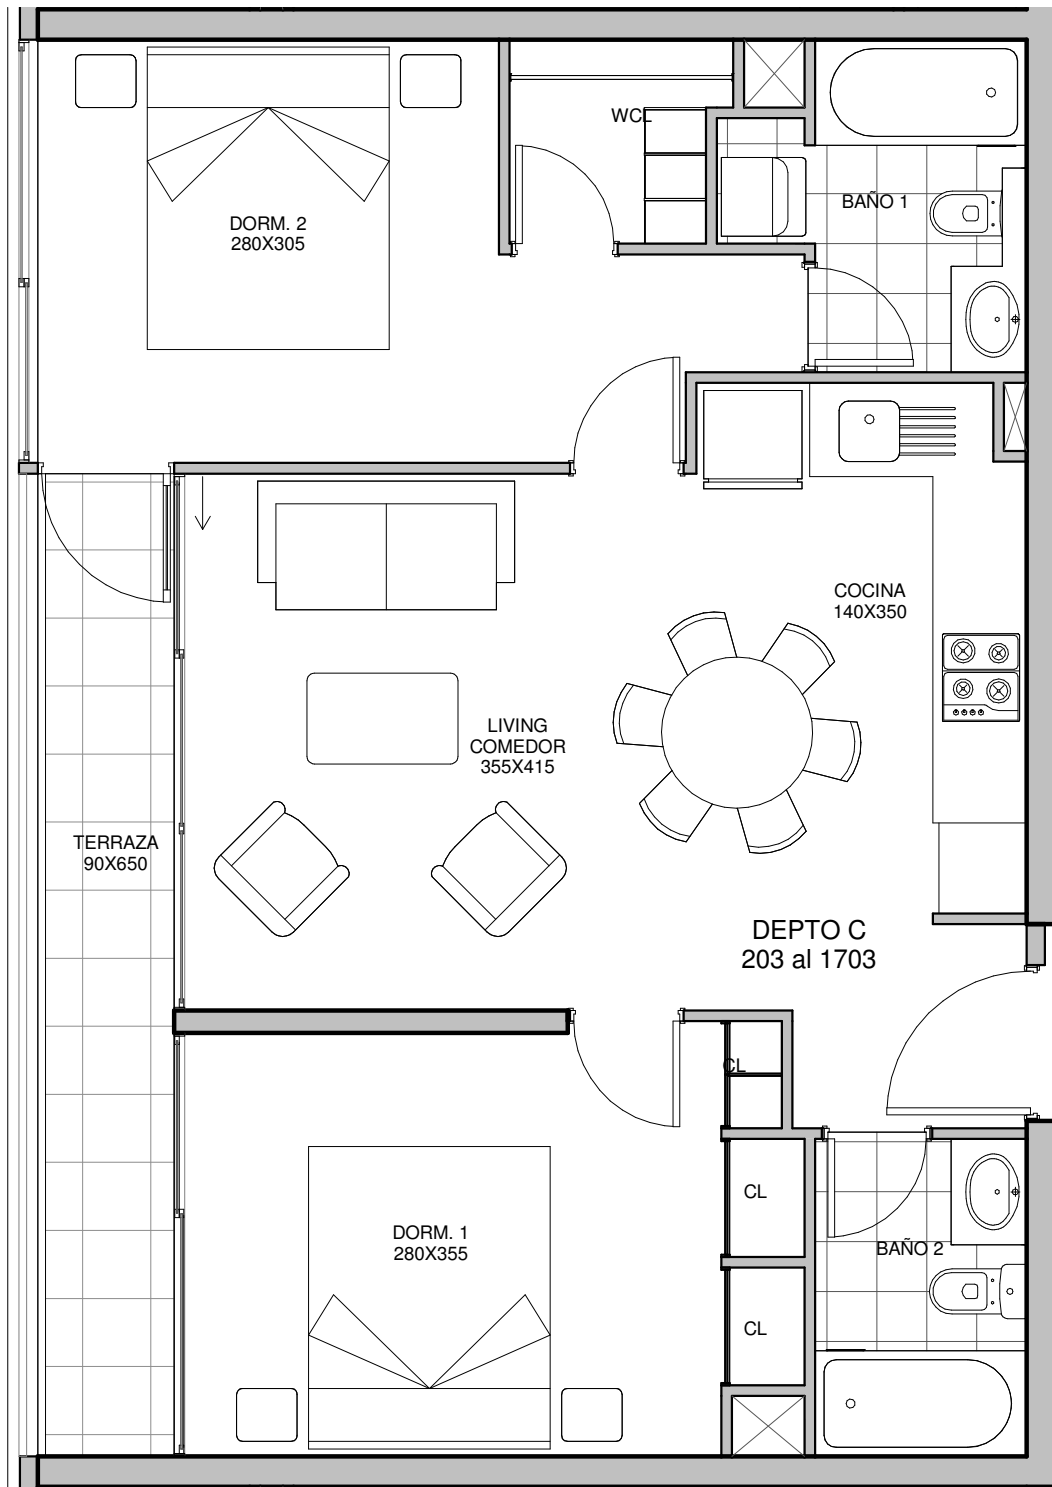 WCL
BAÑO 1
DORM. 2
280X305
COCINA
140X350
LIVING
COMEDOR
355X415
TERRAZA
90X650
DEPTO C
203 al 1703
CL
CL
DORM. 1
280X355
BAÑO 2
CL